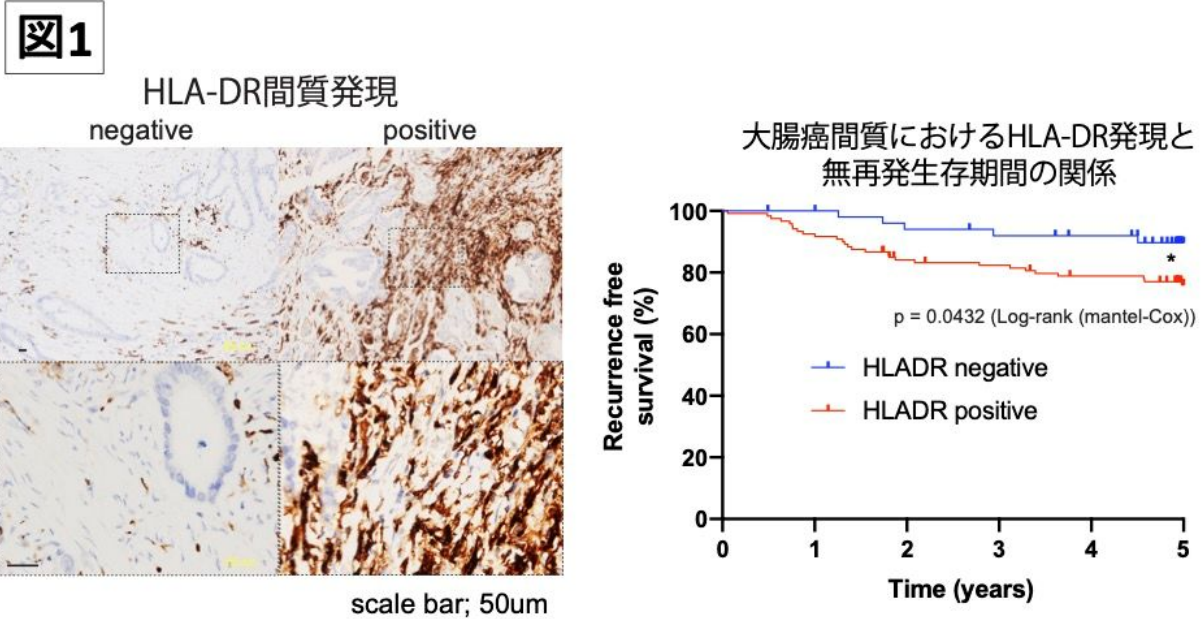 図1
HLA-DR間質発現
negative
positive
scale bar; 50um
大腸癌間質におけるHLA-DR発現と
無再発生存期間の関係
Recurrence free
survival (%)
100
80
60
40
20
0
*
p = 0.0432 (Log-rank (mantel-Cox))
HLADR negative
HLADR positive
0
1
2
3
4
5
Time (years)